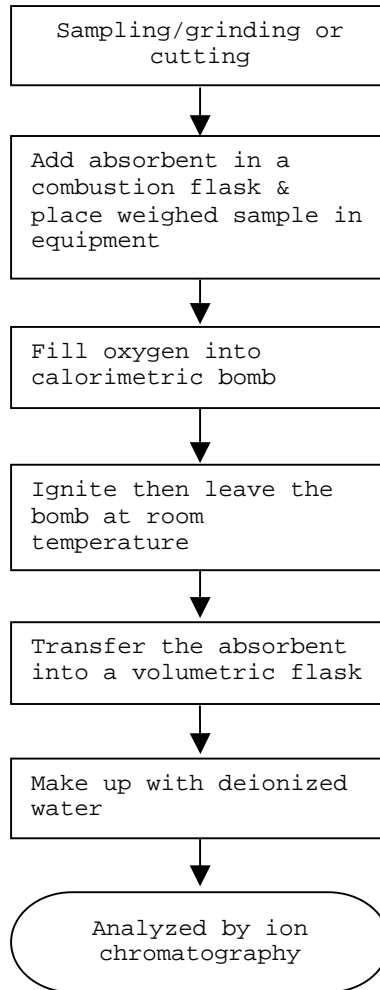 Sampling/grinding or
cutting
Add absorbent in a
combustion flask &
place weighed sample in
equipment
Fill oxygen into
calorimetric bomb
Ignite then leave the
bomb at room
temperature
Transfer the absorbent
into a volumetric flask
Make up with deionized
water
Analyzed by ion
chromatography